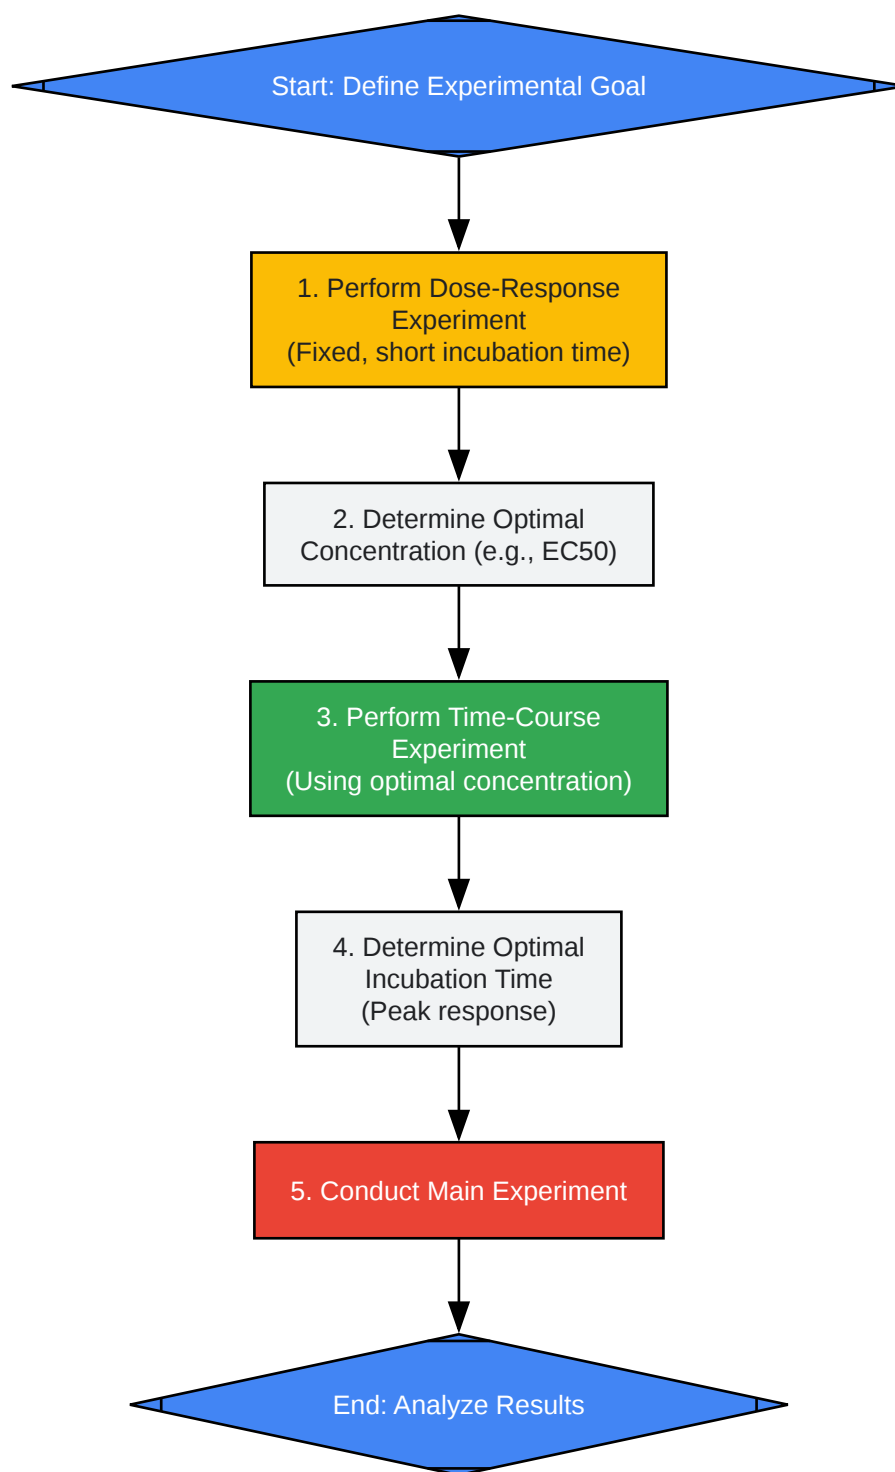 Start: Define Experimental Goal
1. Perform Dose-Response
Experiment
(Fixed, short incubation time)
2. Determine Optimal
Concentration (e.g., EC50)
3. Perform Time-Course
Experiment
(Using optimal concentration)
4. Determine Optimal
Incubation Time
(Peak response)
5. Conduct Main Experiment
End: Analyze Results